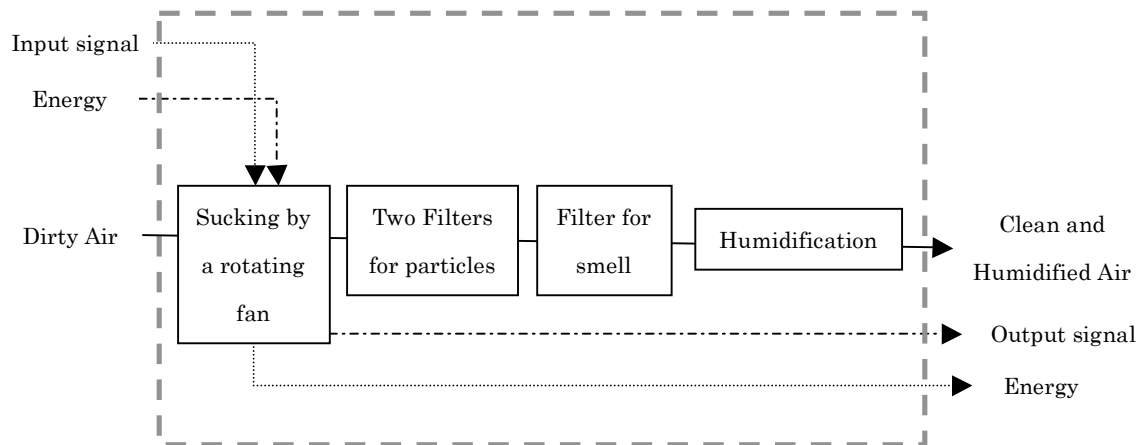 Input signal
Energy
Dirty Air
Sucking by
a rotating
fan
Two Filters
for particles
Filter for
smell
Humidification
Clean and
Humidified Air
Output signal
Energy